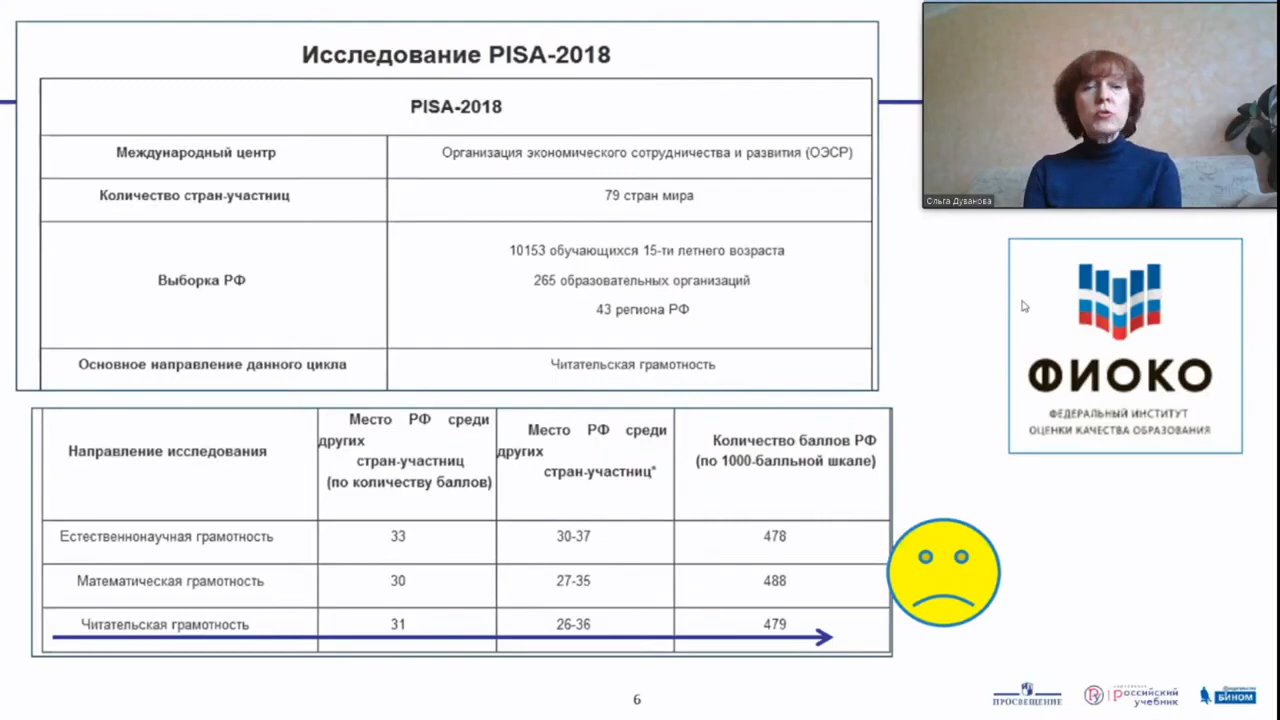 Исследование PISA-2018
PISA-2018
Международный центр
Организация экономического сотрудничества и развития (ОЭСР)
Количество стран-участниц
79 стран мира
Выборка РФ
10153 обучающихся 15-ти летнего возраста
265 образовательных организаций
43 региона РФ
Основное направление данного цикла
Читательская грамотность
Направление исследования
Место РФ среди
других
стран-участниц
(по количеству баллов)
Место РФ среди
других
стран-участниц*
Количество баллов РФ
(по 1000-балльной шкале)
Естественнонаучная грамотность
33
30-37
478
Математическая грамотность
30
27-35
488
Читательская грамотность
31
26-36
479
Ольга Дуванова
ФИОКО
ФЕДЕРАЛЬНЫЙ ИНСТИТУТ
ОЦЕНКИ КАЧЕСТВА ОБРАЗОВАНИЯ
6
ПРОСВЕЩЕНИЕ
российский
учебник
БИНОМ